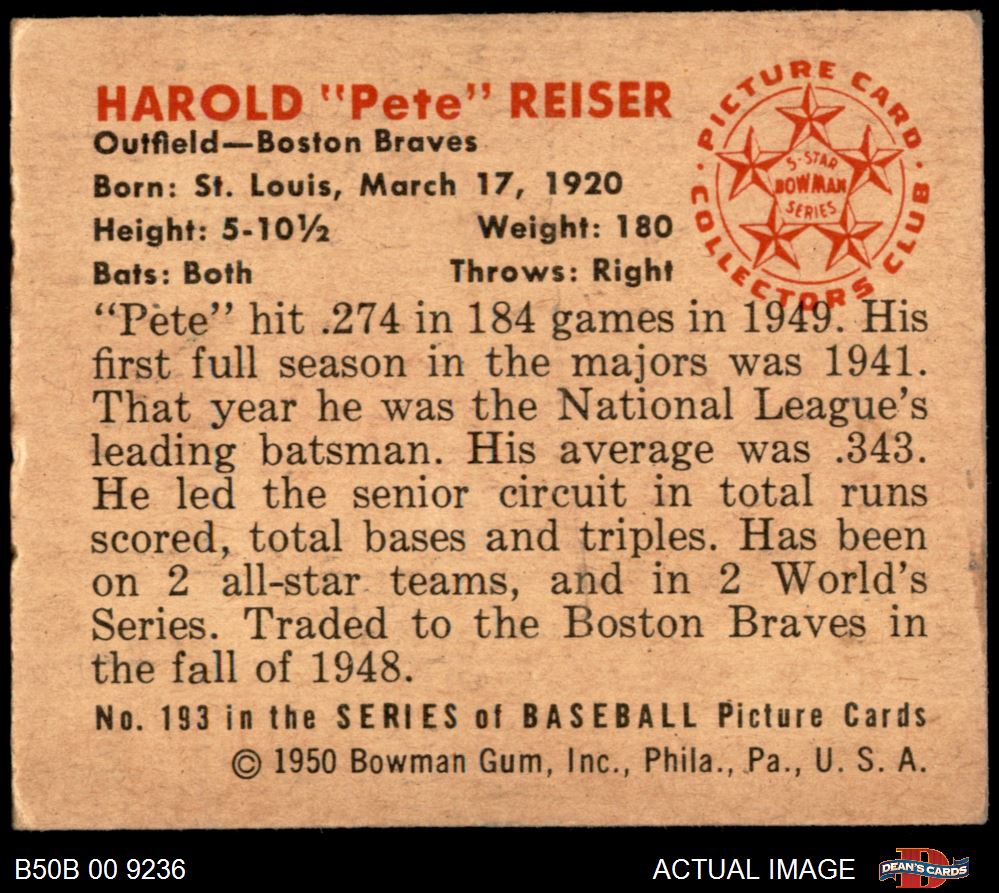 HAROLD "Pete" REISER
Outfield—Boston Braves
Born: St. Louis, March 17, 1920
Height: 5-10½ Weight: 180
Bats: Both Throws: Right
· PICTURE CARD ·
COLLECTORS CLUB
5-STAR
BOWMAN
SERIES
"Pete" hit .274 in 184 games in 1949. His
first full season in the majors was 1941.
That year he was the National League's
leading batsman. His average was .343.
He led the senior circuit in total runs
scored, total bases and triples. Has been
on 2 all-star teams, and in 2 World's
Series. Traded to the Boston Braves in
the fall of 1948.
No. 193 in the SERIES of BASEBALL Picture Cards
© 1950 Bowman Gum, Inc., Phila., Pa., U. S. A.
B50B 00 9236 ACTUAL IMAGE
D
DEAN'S CARDS